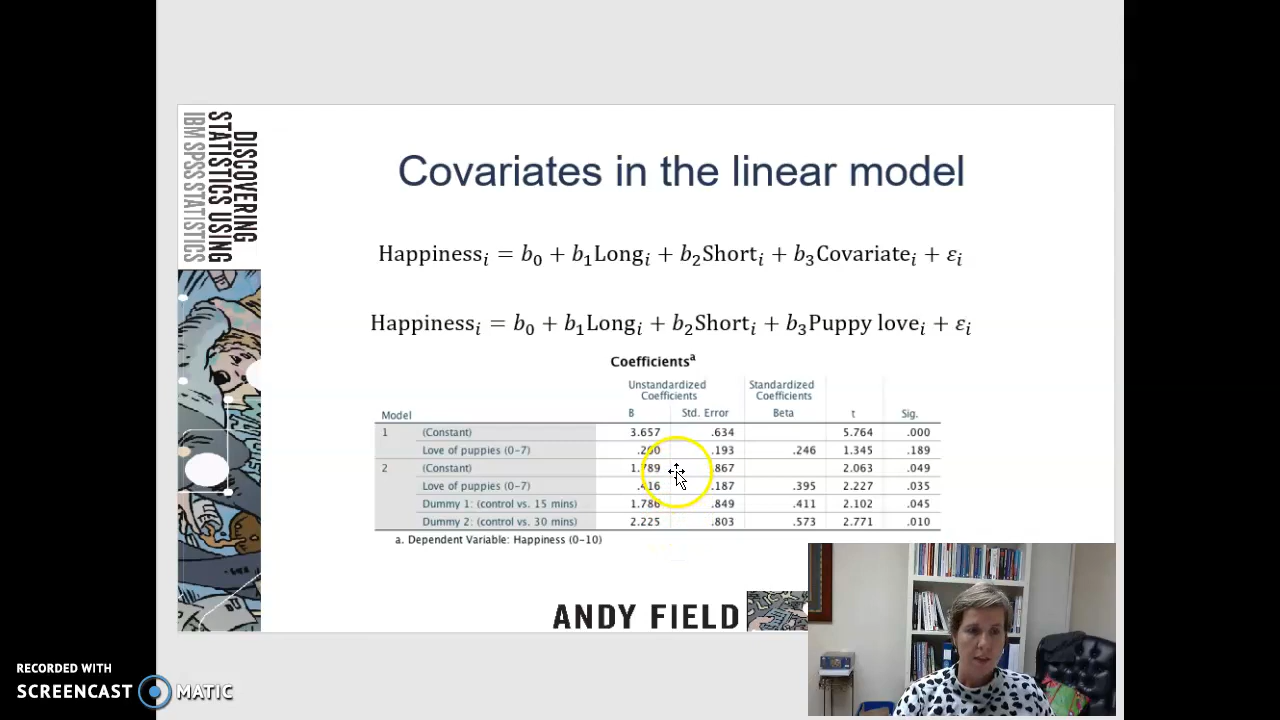 DISCOVERING
STATISTICS USING
IBM SPSS STATISTICS
Covariates in the linear model
Happinessᵢ = b₀ + b₁Longᵢ + b₂Shortᵢ + b₃Covariateᵢ + εᵢ
Happinessᵢ = b₀ + b₁Longᵢ + b₂Shortᵢ + b₃Puppy loveᵢ + εᵢ
Coefficientsᵃ
Unstandardized Coefficients Standardized Coefficients
Model B Std. Error Beta t Sig.
1 (Constant) 3.657 .634 5.764 .000
Love of puppies (0-7) .193 .246 1.345 .189
2 (Constant) 1.789 .867 2.063 .049
Love of puppies (0-7) .416 .187 .395 2.227 .035
Dummy 1: (control vs. 15 mins) 1.786 .849 .411 2.102 .045
Dummy 2: (control vs. 30 mins) 2.225 .803 .573 2.771 .010
a. Dependent Variable: Happiness (0-10)
ANDY FIELD
RECORDED WITH
SCREENCAST MATIC